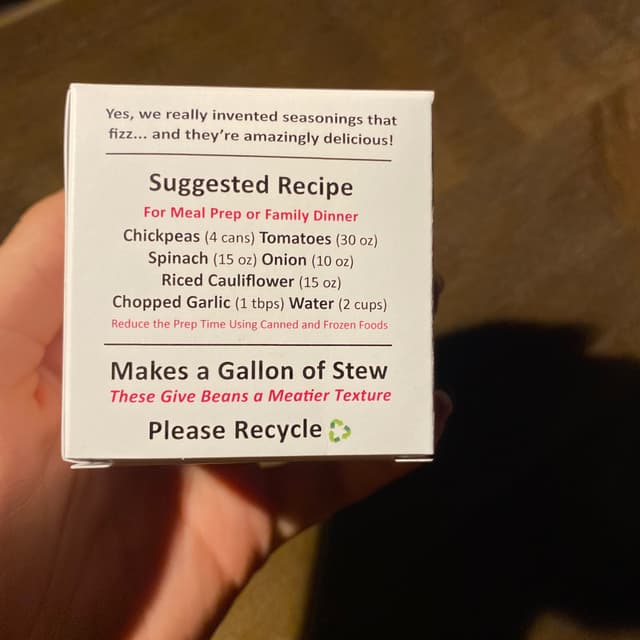 Yes, we really invented seasonings that
fizz... and they're amazingly delicious!
Suggested Recipe
For Meal Prep or Family Dinner
Chickpeas (4 cans) Tomatoes (30 oz)
Spinach (15 oz) Onion (10 oz)
Riced Cauliflower (15 oz)
Chopped Garlic (1 tbps) Water (2 cups)
Reduce the Prep Time Using Canned and Frozen Foods
Makes a Gallon of Stew
These Give Beans a Meatier Texture
Please Recycle